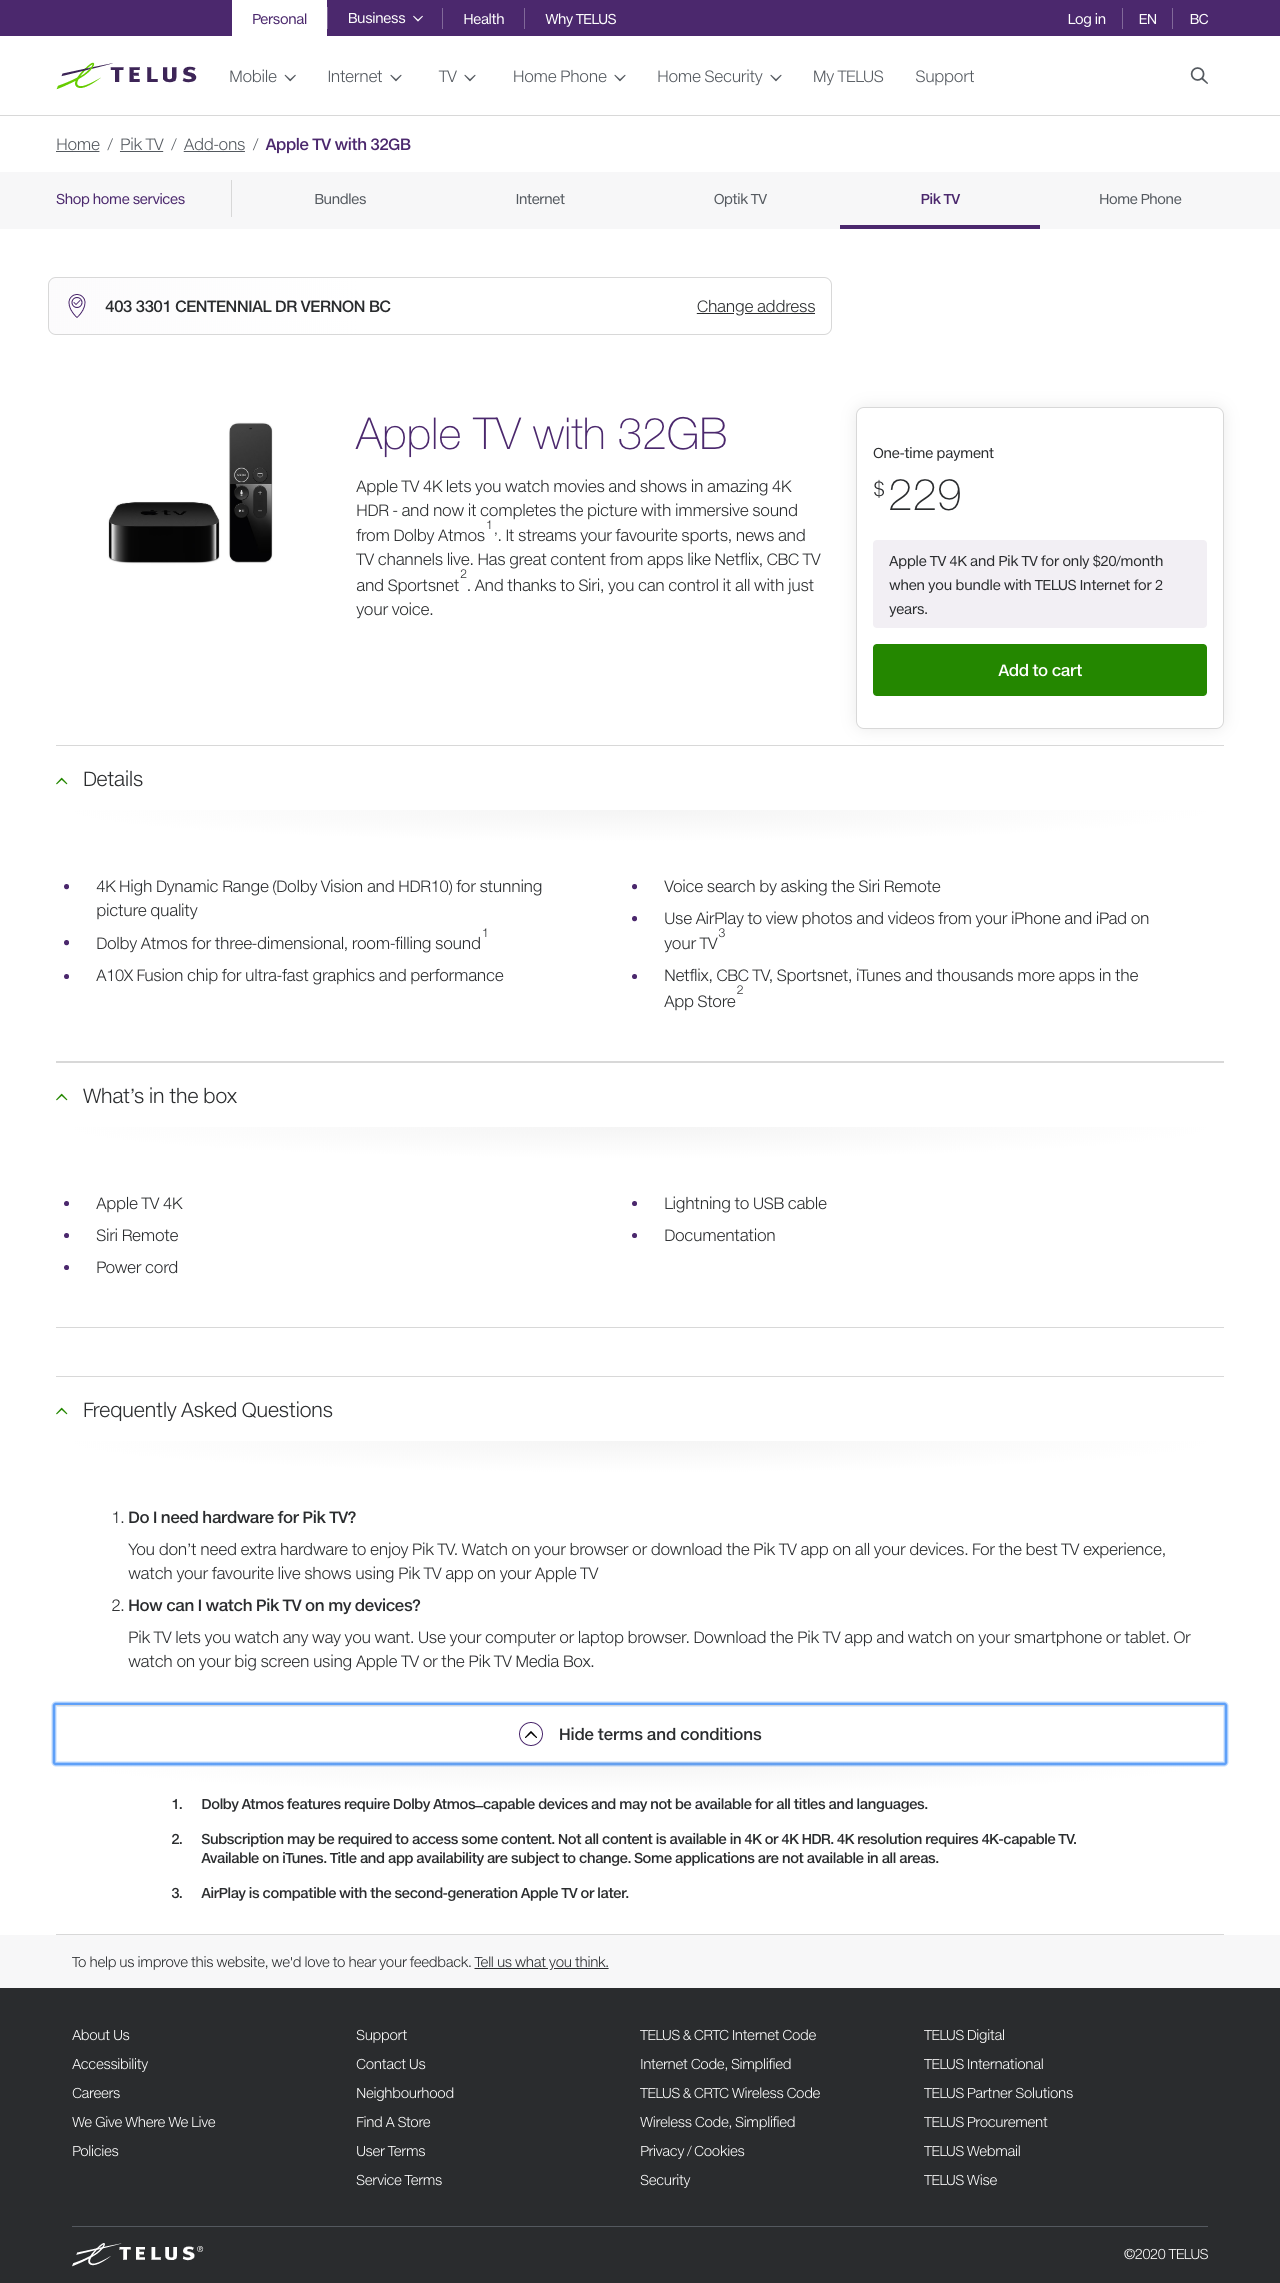 Personal Business Health Why TELUS Log in EN BC
TELUS Mobile Internet TV Home Phone Home Security My TELUS Support
Home / Pik TV / Add-ons / Apple TV with 32GB
Shop home services Bundles Internet Optik TV Pik TV Home Phone
403 3301 CENTENNIAL DR VERNON BC Change address
Apple TV with 32GB
Apple TV 4K lets you watch movies and shows in amazing 4K
HDR - and now it completes the picture with immersive sound
from Dolby Atmos1,. It streams your favourite sports, news and
TV channels live. Has great content from apps like Netflix, CBC TV
and Sportsnet2. And thanks to Siri, you can control it all with just
your voice.
One-time payment
$229
Apple TV 4K and Pik TV for only $20/month
when you bundle with TELUS Internet for 2
years.
Add to cart
Details
4K High Dynamic Range (Dolby Vision and HDR10) for stunning
picture quality
Dolby Atmos for three-dimensional, room-filling sound1
A10X Fusion chip for ultra-fast graphics and performance
Voice search by asking the Siri Remote
Use AirPlay to view photos and videos from your iPhone and iPad on
your TV3
Netflix, CBC TV, Sportsnet, iTunes and thousands more apps in the
App Store2
What's in the box
Apple TV 4K
Siri Remote
Power cord
Lightning to USB cable
Documentation
Frequently Asked Questions
1. Do I need hardware for Pik TV?
You don't need extra hardware to enjoy Pik TV. Watch on your browser or download the Pik TV app on all your devices. For the best TV experience,
watch your favourite live shows using Pik TV app on your Apple TV
2. How can I watch Pik TV on my devices?
Pik TV lets you watch any way you want. Use your computer or laptop browser. Download the Pik TV app and watch on your smartphone or tablet. Or
watch on your big screen using Apple TV or the Pik TV Media Box.
Hide terms and conditions
1. Dolby Atmos features require Dolby Atmos–capable devices and may not be available for all titles and languages.
2. Subscription may be required to access some content. Not all content is available in 4K or 4K HDR. 4K resolution requires 4K-capable TV.
Available on iTunes. Title and app availability are subject to change. Some applications are not available in all areas.
3. AirPlay is compatible with the second-generation Apple TV or later.
To help us improve this website, we'd love to hear your feedback. Tell us what you think.
About Us
Accessibility
Careers
We Give Where We Live
Policies
Support
Contact Us
Neighbourhood
Find A Store
User Terms
Service Terms
TELUS & CRTC Internet Code
Internet Code, Simplified
TELUS & CRTC Wireless Code
Wireless Code, Simplified
Privacy / Cookies
Security
TELUS Digital
TELUS International
TELUS Partner Solutions
TELUS Procurement
TELUS Webmail
TELUS Wise
TELUS® ©2020 TELUS